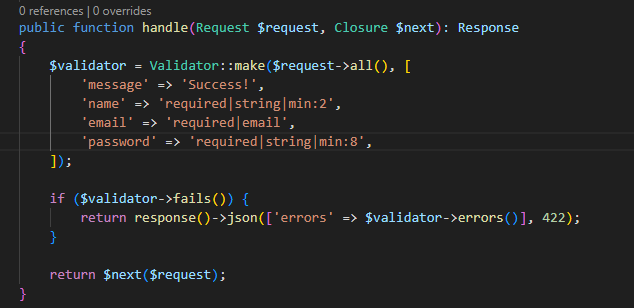 0 references | 0 overrides
public function handle(Request $request, Closure $next): Response
{
    $validator = Validator::make($request->all(), [
        'message' => 'Success!',
        'name' => 'required|string|min:2',
        'email' => 'required|email',
        'password' => 'required|string|min:8',
    ]);

    if ($validator->fails()) {
        return response()->json(['errors' => $validator->errors()], 422);
    }

    return $next($request);
}